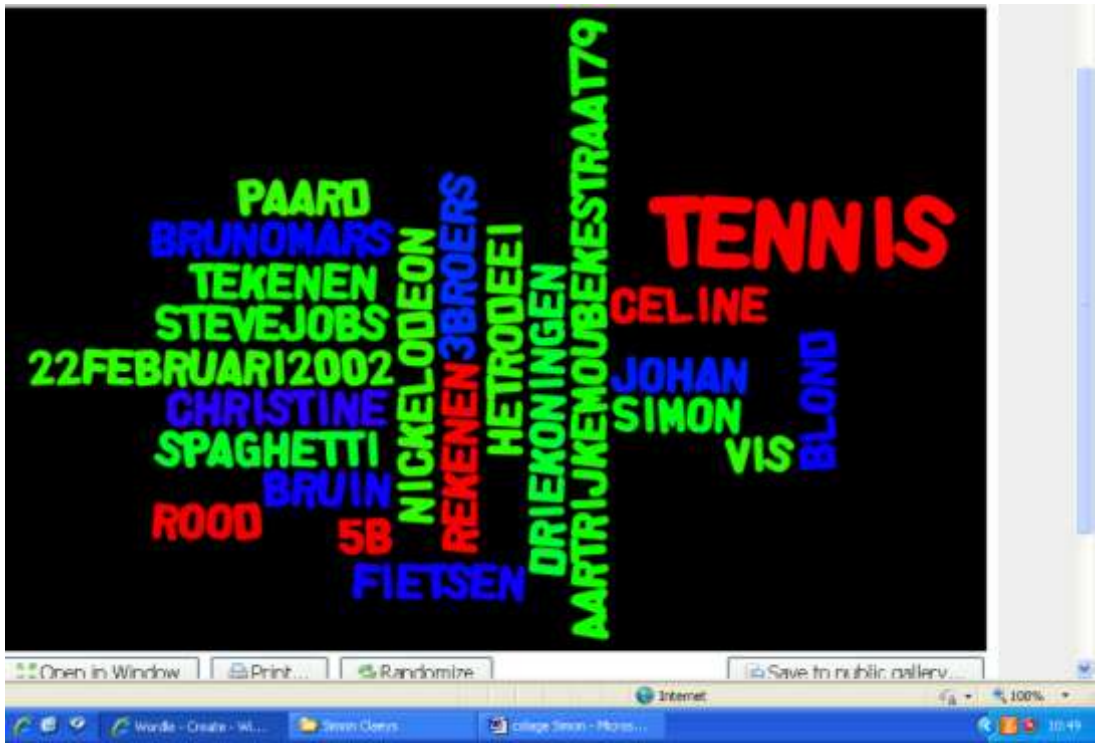 PAARD
BRUNOMARS
TEKENEN
STEVEJOBS
22FEBRUARI2002
CHRISTINE
SPAGHETTI
BRUIN
ROOD
5B
FIETSEN
NICKELODEON
REKENEN
3BROERS
HETRODEEI
DRIEKONINGEN
AARTRIJKEMOUBEKESTRAAT79
TENNIS
CELINE
JOHAN
SIMON
VIS
BLOND
Open in Window
Print...
Randomize
Save to public gallery...
Internet
100%
Wordle - Create - Wi...
Simon Claeys
collage Simon - Micros...
10:49